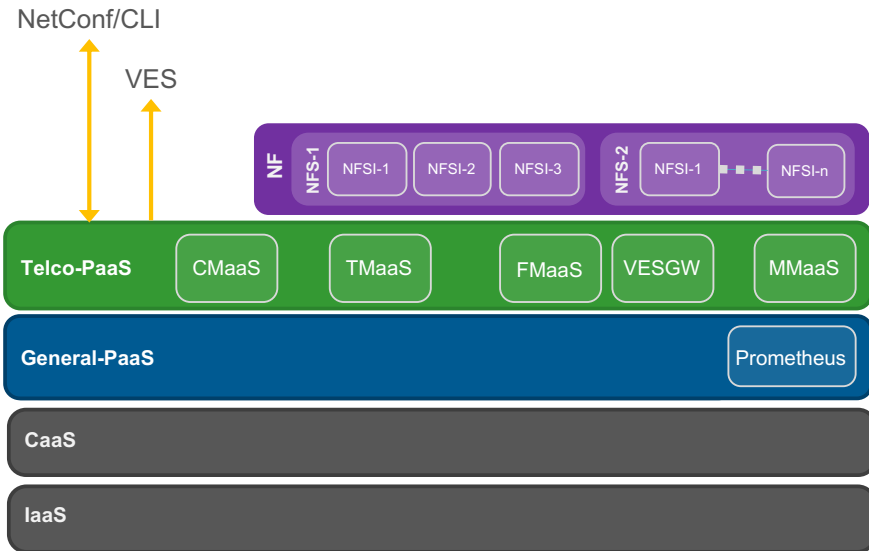 NetConf/CLI
VES
NF
NFS-1
NFSI-1
NFSI-2
NFSI-3
NFS-2
NFSI-1
NFSI-n
Telco-PaaS
CMaaS
TMaaS
FMaaS
VESGW
MMaaS
General-PaaS
Prometheus
CaaS
IaaS